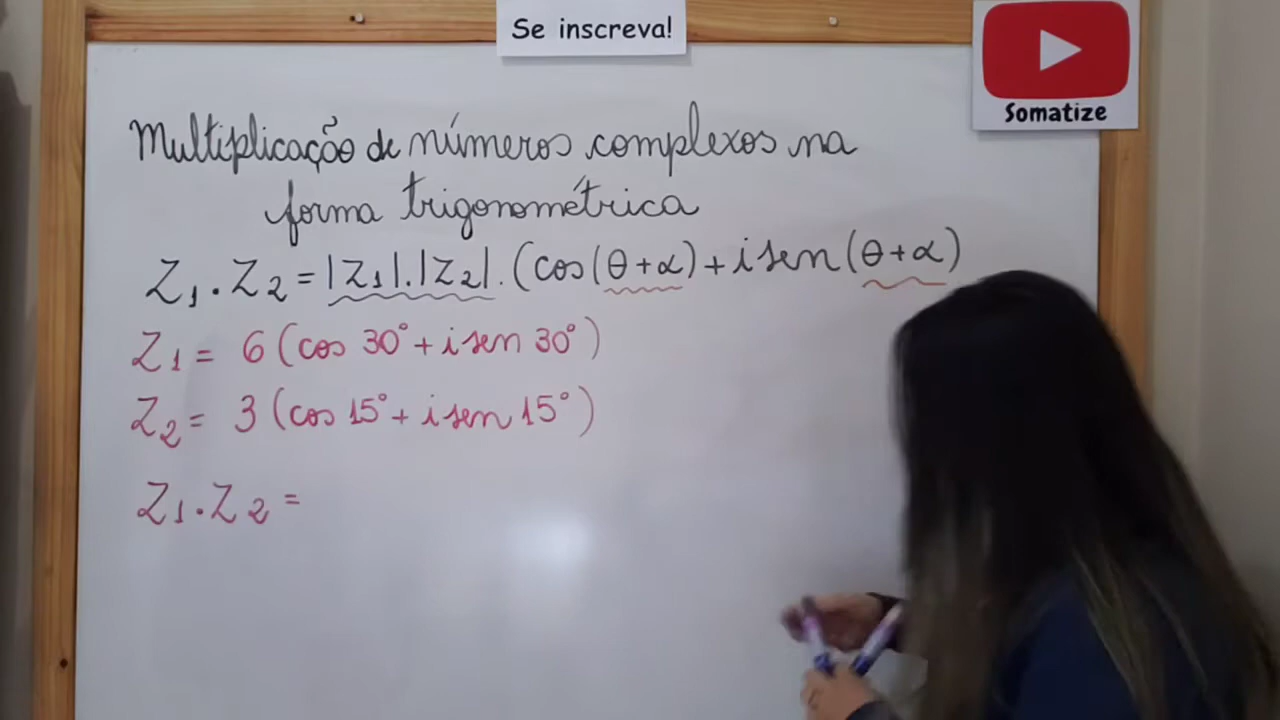 Se inscreva!
Somatize
Multiplicação de números complexos na
forma trigonométrica
Z₁ . Z₂ = |Z₁| . |Z₂| . (cos(θ+α) + i sen (θ+α)
Z₁ = 6 (cos 30° + i sen 30°)
Z₂ = 3 (cos 15° + i sen 15°)
Z₁ . Z₂ =